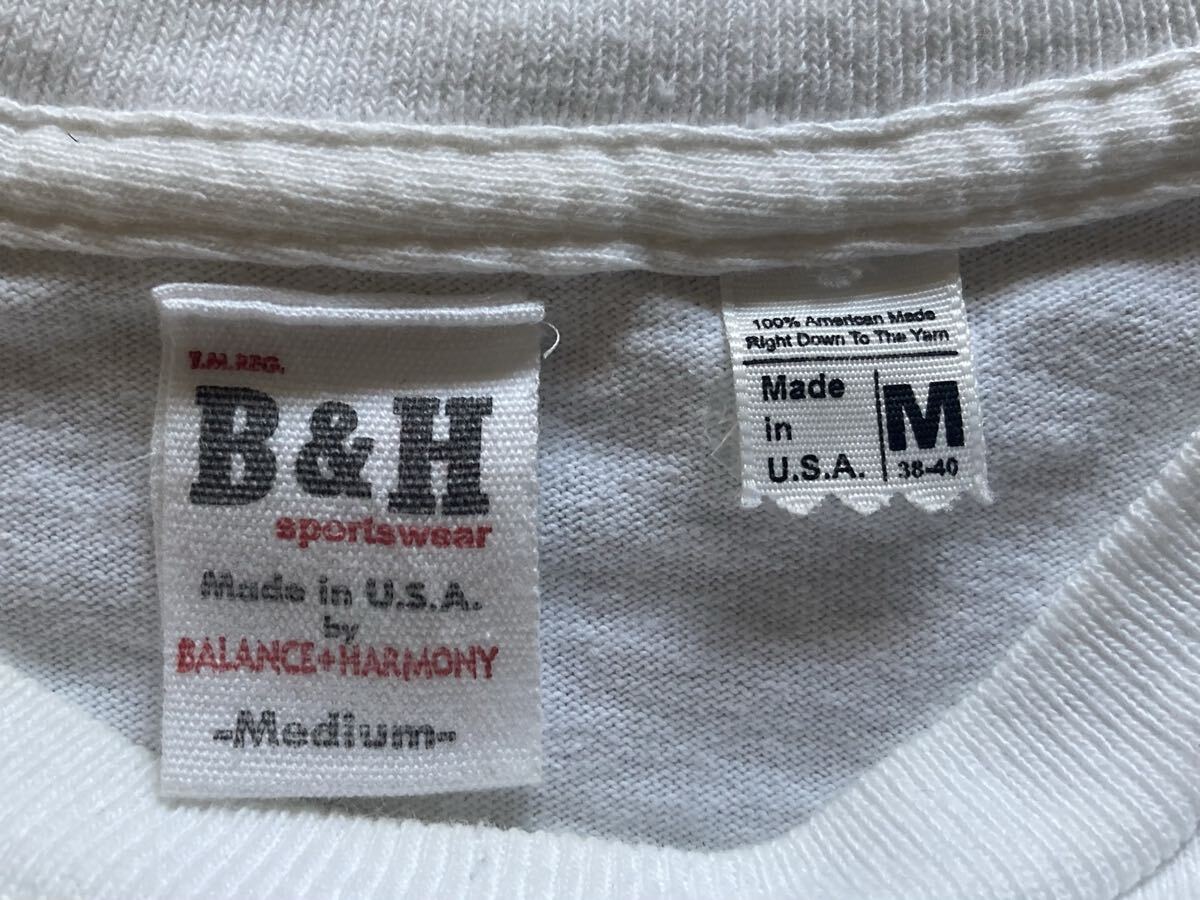 T.M.REG.
B&H
sportswear
Made in U.S.A.
by
BALANCE+HARMONY
-Medium-
100% American Made
Right Down To The Yarn
Made
in
U.S.A.
M
38-40